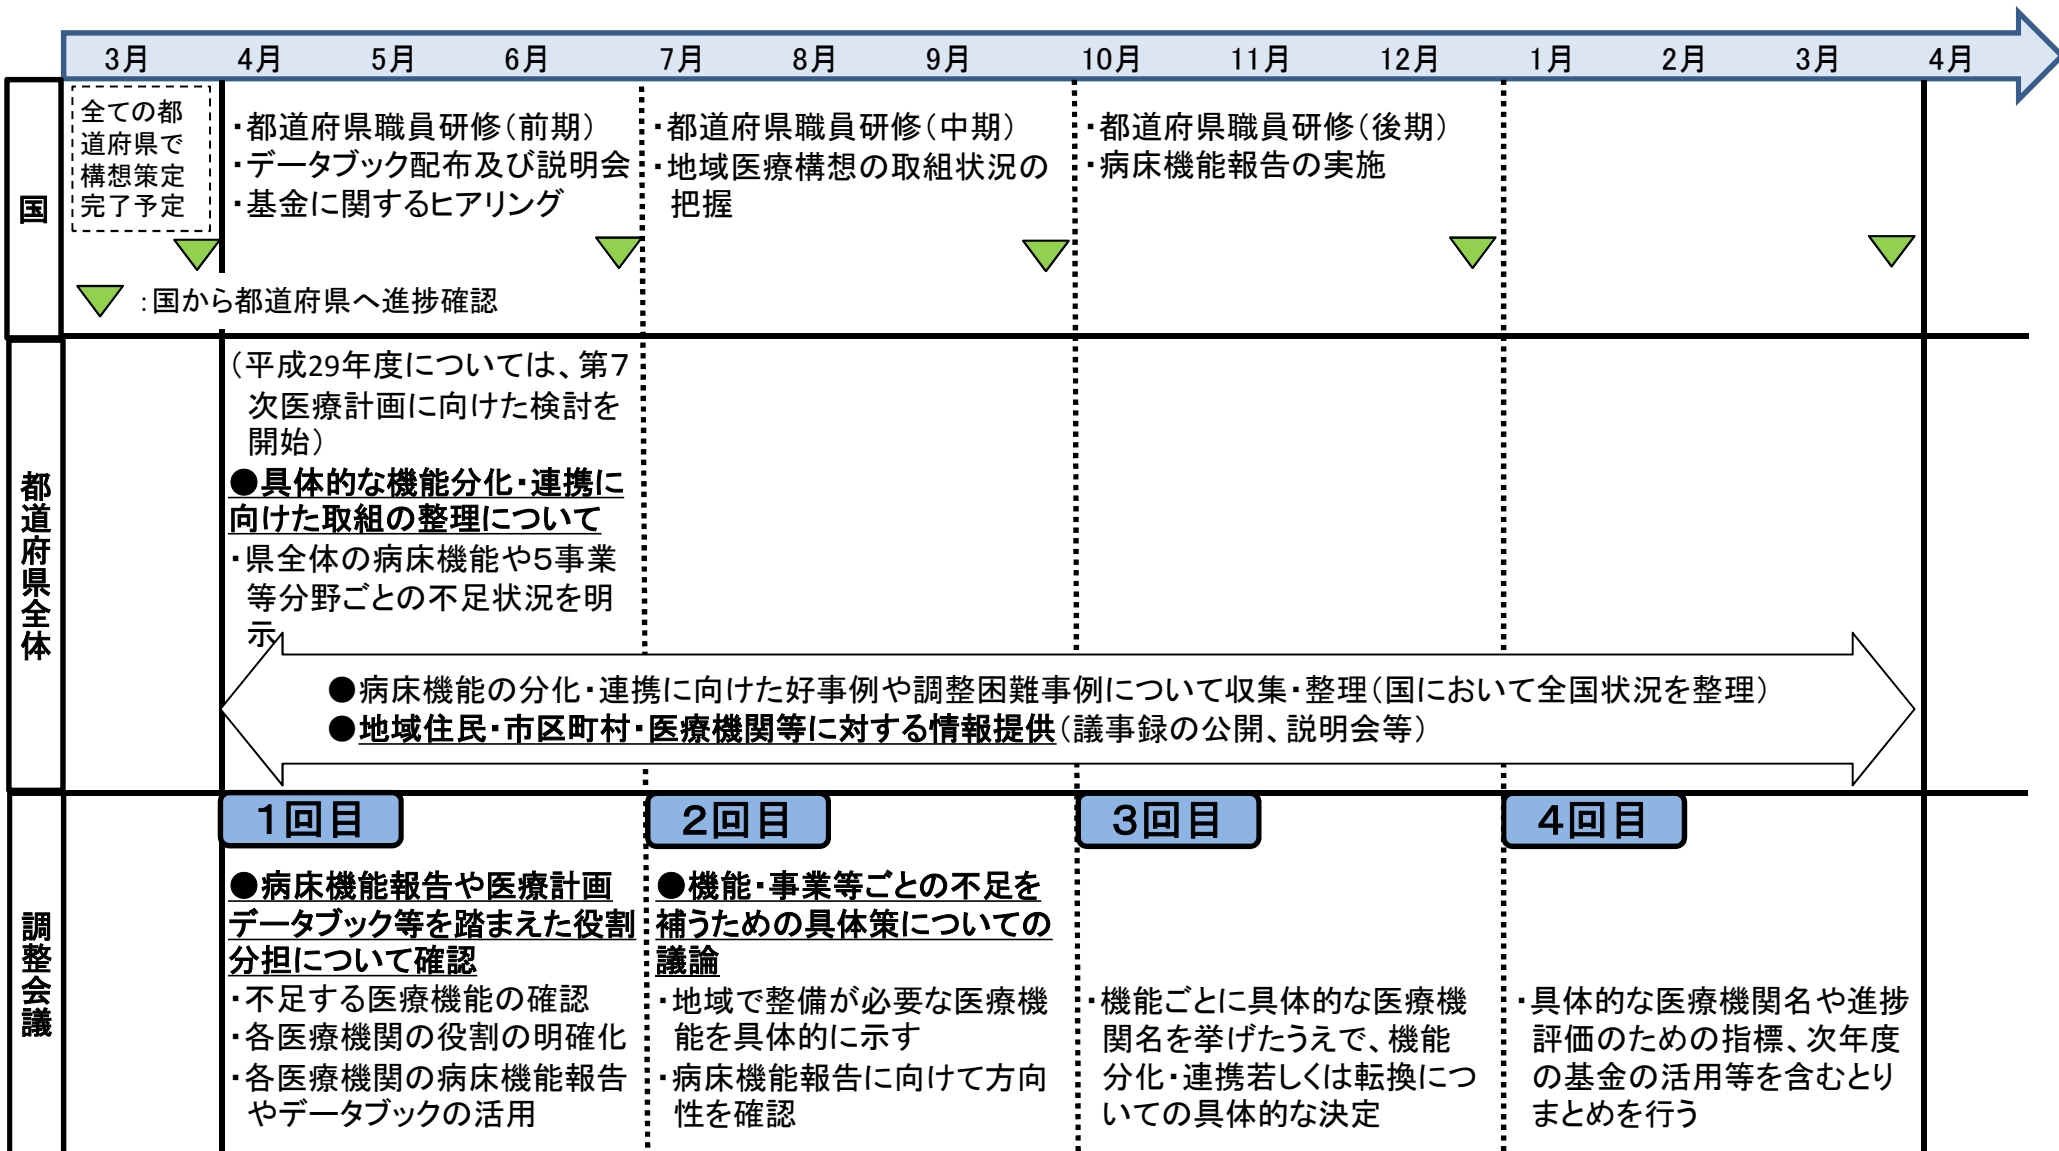 3月 4月 5月 6月 7月 8月 9月 10月 11月 12月 1月 2月 3月 4月
国
全ての都
道府県で
構想策定
完了予定
・都道府県職員研修(前期)
・データブック配布及び説明会
・基金に関するヒアリング
・都道府県職員研修(中期)
・地域医療構想の取組状況の
把握
・都道府県職員研修(後期)
・病床機能報告の実施
:国から都道府県へ進捗確認
都道府県全体
(平成29年度については、第7
次医療計画に向けた検討を
開始)
●具体的な機能分化・連携に
向けた取組の整理について
・県全体の病床機能や5事業
等分野ごとの不足状況を明
示
●病床機能の分化・連携に向けた好事例や調整困難事例について収集・整理(国において全国状況を整理)
●地域住民・市区町村・医療機関等に対する情報提供(議事録の公開、説明会等)
調整会議
1回目
●病床機能報告や医療計画
データブック等を踏まえた役割
分担について確認
・不足する医療機能の確認
・各医療機関の役割の明確化
・各医療機関の病床機能報告
やデータブックの活用
2回目
●機能・事業等ごとの不足を
補うための具体策についての
議論
・地域で整備が必要な医療機
能を具体的に示す
・病床機能報告に向けて方向
性を確認
3回目
・機能ごとに具体的な医療機
関名を挙げたうえで、機能
分化・連携若しくは転換につ
いての具体的な決定
4回目
・具体的な医療機関名や進捗
評価のための指標、次年度
の基金の活用等を含むとり
まとめを行う